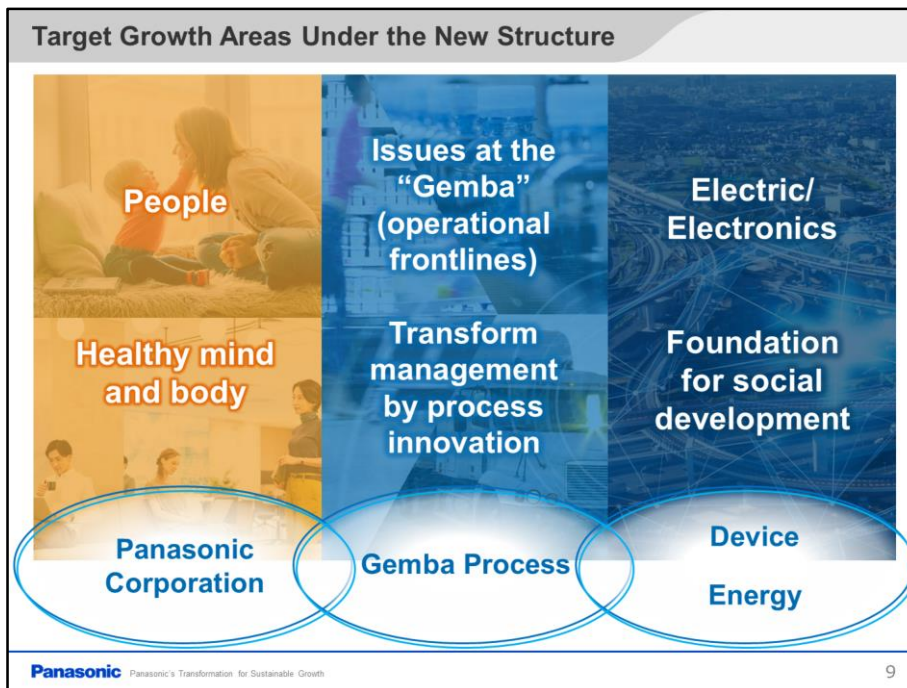 Target Growth Areas Under the New Structure
People
Healthy mind
and body
Issues at the
“Gemba”
(operational
frontlines)
Transform
management
by process
innovation
Electric/
Electronics
Foundation
for social
development
Panasonic
Corporation
Gemba Process
Device
Energy
Panasonic Panasonic's Transformation for Sustainable Growth
9